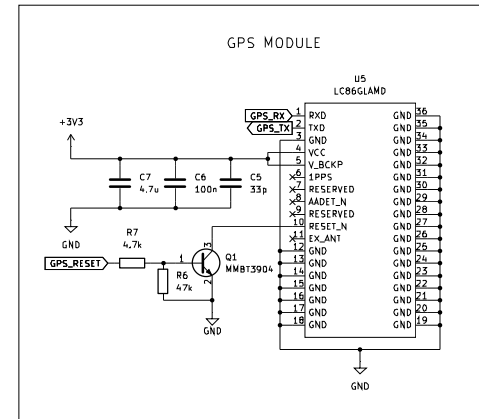 GPS MODULE
U5
LC86GLAMD
GPS_RX 1 RXD GND 36
GPS_TX 2 TXD GND 35
3 GND GND 34
+3V3 4 VCC GND 33
5 V_BCKP GND 32
6 1PPS GND 31
7 RESERVED GND 30
8 AADET_N GND 29
9 RESERVED GND 28
10 RESET_N GND 27
11 EX_ANT GND 26
12 GND GND 25
13 GND GND 24
14 GND GND 23
15 GND GND 22
16 GND GND 21
17 GND GND 20
18 GND GND 19
C7 C6 C5
4.7u 100n 33p
GND
R7
4.7k
GPS_RESET
1
3
2
Q1
MMBT3904
R6
47k
GND
GND